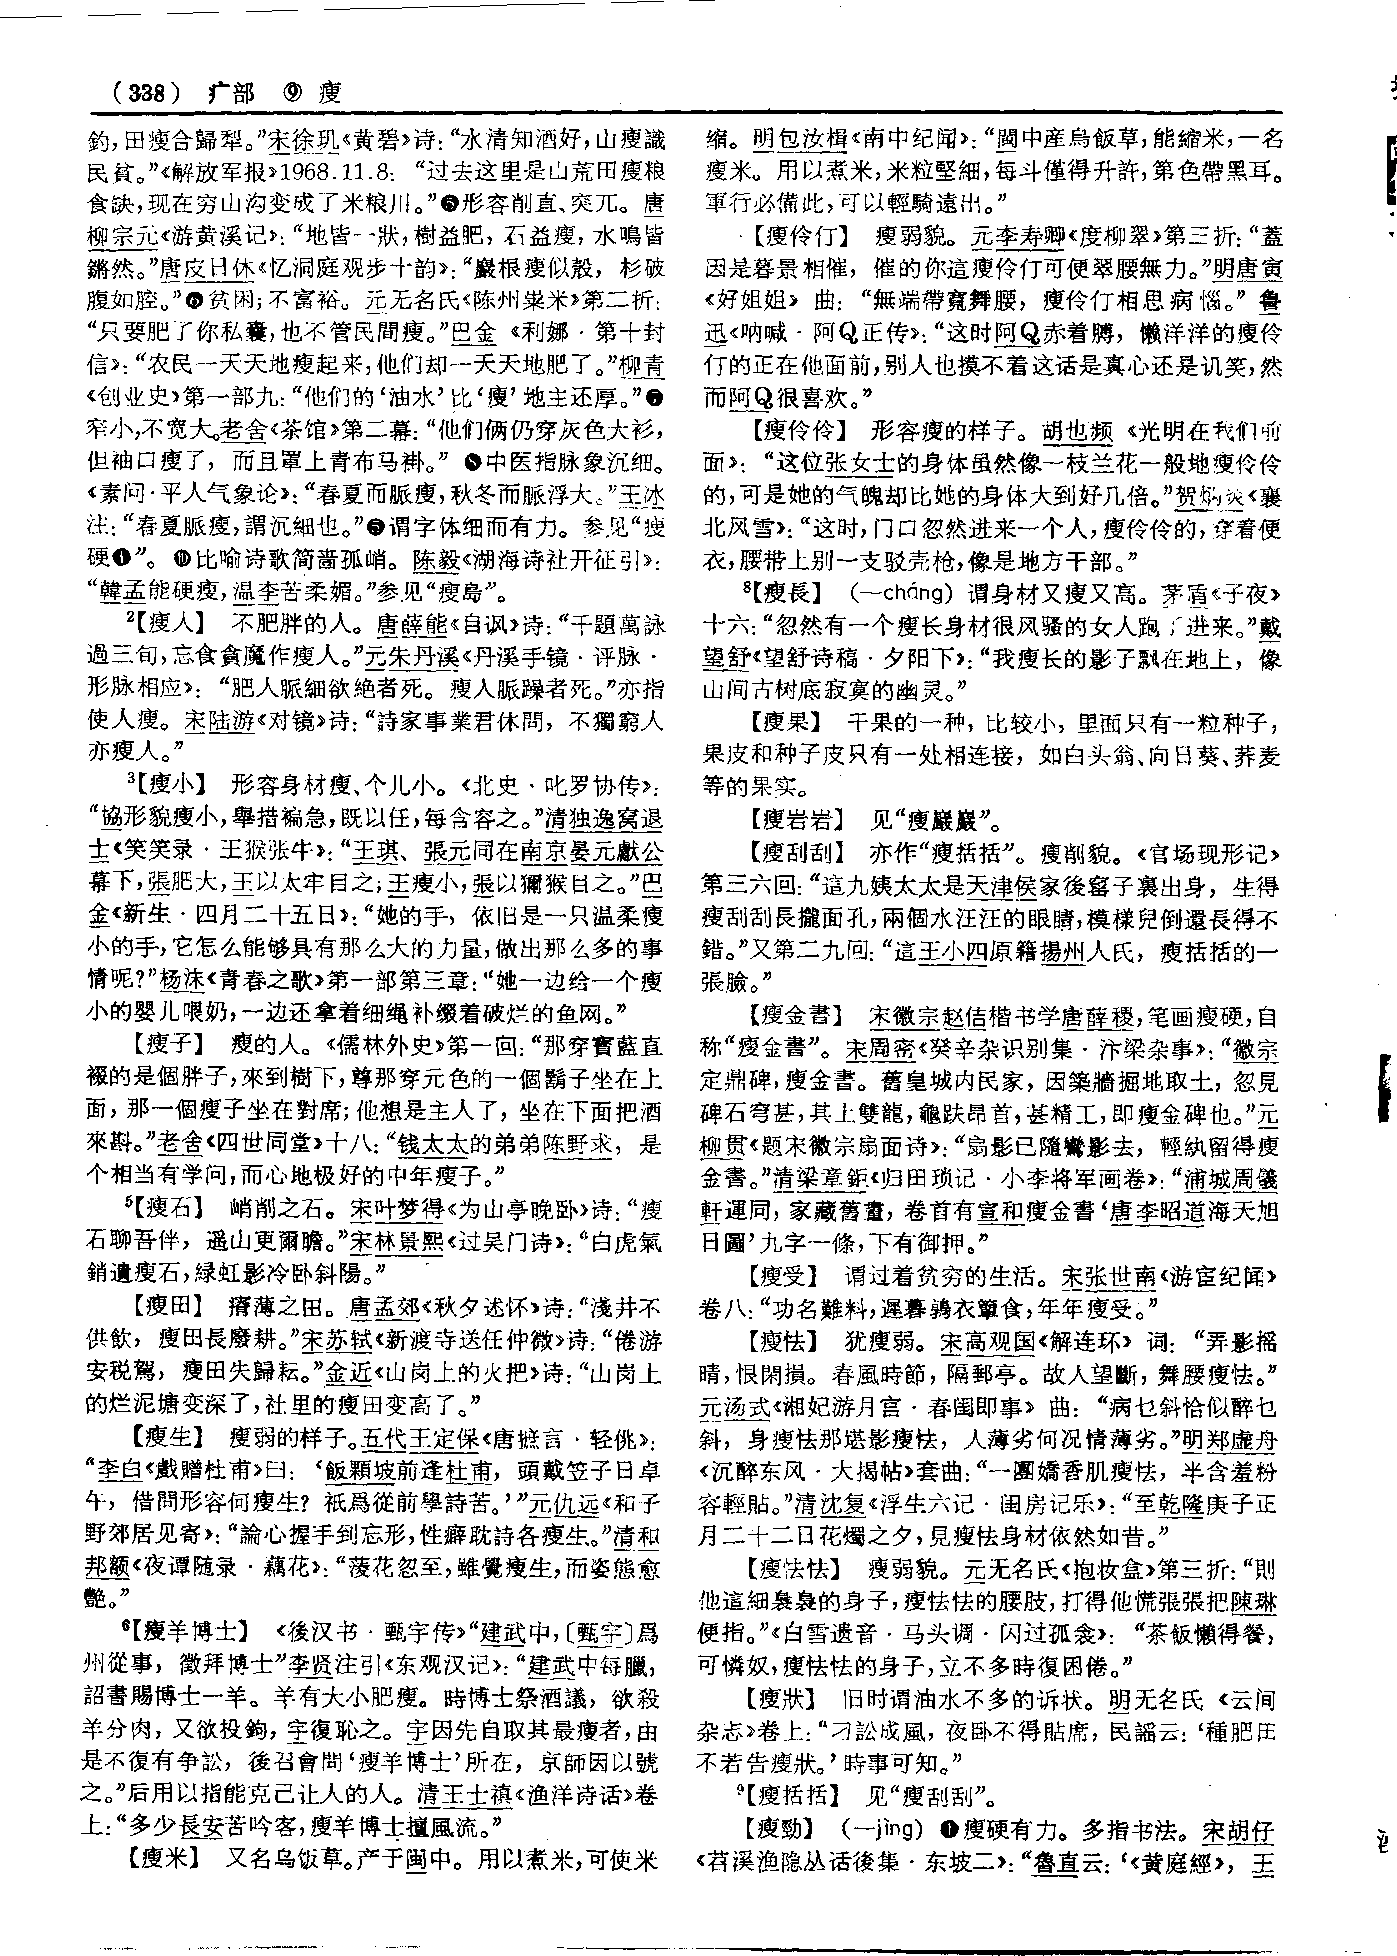 （338） 疒部 ⑨ 瘦
鈞，田瘦合歸犁。”宋徐玑《黄碧》诗：“水清知酒好，山瘦識
民貧。”《解放军报》1968.11.8：“过去这里是山荒田瘦粮
食缺，现在穷山沟变成了米粮川。”❺形容削直、突兀。唐
柳宗元《游黄溪记》：“地皆一狀，樹益肥，石益瘦，水鳴皆
鏘然。”唐皮日休《忆洞庭观步十韵》：“巖根瘦似殼，杉破
腹如腔。”❻贫困；不富裕。元无名氏《陈州粜米》第二折：
“只要肥了你私囊，也不管民間瘦。”巴金《利娜·第十封
信》：“农民一天天地瘦起来，他们却一天天地肥了。”柳青
《创业史》第一部九：“他们的‘油水’比‘瘦’地主还厚。”❼
窄小，不宽大。老舍《茶馆》第二幕：“他们俩仍穿灰色大衫，
但袖口瘦了，而且罩上青布马褂。”❽中医指脉象沉细。
《素问·平人气象论》：“春夏而脈瘦，秋冬而脈浮大。”王冰
注：“春夏脈瘦，謂沉細也。”❾谓字体细而有力。参见“瘦
硬❶”。❿比喻诗歌简啬孤峭。陈毅《湖海诗社开征引》：
“韓孟能硬瘦，温李苦柔媚。”参见“瘦岛”。
2【瘦人】 不肥胖的人。唐薛能《自讽》诗：“千題萬詠
過三旬，忘食貪魔作瘦人。”元朱丹溪《丹溪手镜·评脉·
形脉相应》：“肥人脈細欲絶者死。瘦人脈躁者死。”亦指
使人瘦。宋陆游《对镜》诗：“詩家事業君休問，不獨窮人
亦瘦人。”
3【瘦小】 形容身材瘦、个儿小。《北史·叱罗协传》：
“協形貌瘦小，舉措褊急，既以任，每含容之。”清独逸窝退
士《笑笑录·王猴张牛》：“王琪、張元同在南京晏元獻公
幕下，張肥大，王以太牢目之；王瘦小，張以獼猴目之。”巴
金《新生·四月二十五日》：“她的手，依旧是一只温柔瘦
小的手，它怎么能够具有那么大的力量，做出那么多的事
情呢？”杨沫《青春之歌》第一部第三章：“她一边给一个瘦
小的婴儿喂奶，一边还拿着细绳补缀着破烂的鱼网。”
【瘦子】 瘦的人。《儒林外史》第一回：“那穿寶藍直
裰的是個胖子，來到樹下，尊那穿元色的一個鬍子坐在上
面，那一個瘦子坐在對席；他想是主人了，坐在下面把酒
來斟。”老舍《四世同堂》十八：“钱太太的弟弟陈野求，是
个相当有学问，而心地极好的中年瘦子。”
5【瘦石】 峭削之石。宋叶梦得《为山亭晚卧》诗：“瘦
石聊吾伴，遥山更爾瞻。”宋林景熙《过吴门诗》：“白虎氣
銷遺瘦石，緑虹影冷卧斜陽。”
【瘦田】 瘠薄之田。唐孟郊《秋夕述怀》诗：“淺井不
供飲，瘦田長廢耕。”宋苏轼《新渡寺送任仲微》诗：“倦游
安税駕，瘦田失歸耘。”金近《山岗上的火把》诗：“山岗上
的烂泥塘变深了，社里的瘦田变高了。”
【瘦生】 瘦弱的样子。五代王定保《唐摭言·轻佻》：
“李白《戲贈杜甫》曰：‘飯顆坡前逢杜甫，頭戴笠子日卓
午，借問形容何瘦生？祇爲從前學詩苦。’”元仇远《和子
野郊居见寄》：“論心握手到忘形，性癖耽詩各瘦生。”清和
邦额《夜谭随录·藕花》：“菱花忽至，雖覺瘦生，而姿態愈
艶。”
6【瘦羊博士】 《後汉书·甄宇传》“建武中，〔甄宇〕爲
州從事，徵拜博士”李贤注引《东观汉记》：“建武中每臘，
詔書賜博士一羊。羊有大小肥瘦。時博士祭酒議，欲殺
羊分肉，又欲投鉤，宇復恥之。宇因先自取其最瘦者，由
是不復有争訟，後召會問‘瘦羊博士’所在，京師因以號
之。”后用以指能克己让人的人。清王士禛《渔洋诗话》卷
上：“多少長安苦吟客，瘦羊博士擅風流。”
【瘦米】 又名乌饭草。产于闽中。用以煮米，可使米
缩。明包汝楫《南中纪闻》：“閩中産烏飯草，能縮米，一名
瘦米。用以煮米，米粒堅細，每斗僅得升許，第色帶黑耳。
軍行必備此，可以輕騎遠出。”
【瘦伶仃】 瘦弱貌。元李寿卿《度柳翠》第三折：“蓋
因是暮景相催，催的你這瘦伶仃可便翠腰無力。”明唐寅
《好姐姐》曲：“無端帶寬舞腰，瘦伶仃相思病惱。”鲁
迅《呐喊·阿Q正传》：“这时阿Q赤着膊，懒洋洋的瘦伶
仃的正在他面前，别人也摸不着这话是真心还是讥笑，然
而阿Q很喜欢。”
【瘦伶伶】 形容瘦的样子。胡也频《光明在我们前
面》：“这位张女士的身体虽然像一枝兰花一般地瘦伶伶
的，可是她的气魄却比她的身体大到好几倍。”贺炳炎《襄
北风雪》：“这时，门口忽然进来一个人，瘦伶伶的，穿着便
衣，腰带上别一支驳壳枪，像是地方干部。”
8【瘦長】 （—cháng）谓身材又瘦又高。茅盾《子夜》
十六：“忽然有一个瘦长身材很风骚的女人跑了进来。”戴
望舒《望舒诗稿·夕阳下》：“我瘦长的影子飘在地上，像
山间古树底寂寞的幽灵。”
【瘦果】 干果的一种，比较小，里面只有一粒种子，
果皮和种子皮只有一处相连接，如白头翁、向日葵、荞麦
等的果实。
【瘦岩岩】 见“瘦巖巖”。
【瘦刮刮】 亦作“瘦括括”。瘦削貌。《官场现形记》
第三六回：“這九姨太太是天津侯家後窰子裏出身，生得
瘦刮刮長攏面孔，兩個水汪汪的眼睛，模樣兒倒還長得不
錯。”又第二九回：“這王小四原籍揚州人氏，瘦括括的一
張臉。”
【瘦金書】 宋徽宗赵佶楷书学唐薛稷，笔画瘦硬，自
称“瘦金書”。宋周密《癸辛杂识别集·汴梁杂事》：“徽宗
定鼎碑，瘦金書。舊皇城内民家，因築牆掘地取土，忽見
碑石穹甚，其上雙龍，龜趺昂首，甚精工，即瘦金碑也。”元
柳贯《题宋徽宗扇面诗》：“扇影已隨鸞影去，輕紈留得瘦
金書。”清梁章鉅《归田琐记·小李将军画卷》：“浦城周儀
軒運同，家藏舊畫，卷首有宣和瘦金書‘唐李昭道海天旭
日圖’九字一條，下有御押。”
【瘦受】 谓过着贫穷的生活。宋张世南《游宦纪闻》
卷八：“功名難料，遲暮鶉衣簞食，年年瘦受。”
【瘦怯】 犹瘦弱。宋高观国《解连环》词：“弄影摇
晴，恨閑損。春風時節，隔郵亭。故人望斷，舞腰瘦怯。”
元汤式《湘妃游月宫·春闺即事》曲：“病乜斜恰似醉乜
斜，身瘦怯那堪影瘦怯，人薄劣何況情薄劣。”明郑虚舟
《沉醉东风·大揭帖》套曲：“一團嬌香肌瘦怯，半含羞粉
容輕貼。”清沈复《浮生六记·闺房记乐》：“至乾隆庚子正
月二十二日花燭之夕，見瘦怯身材依然如昔。”
【瘦怯怯】 瘦弱貌。元无名氏《抱妆盒》第三折：“則
他這細裊裊的身子，瘦怯怯的腰肢，打得他慌張張把陳琳
便指。”《白雪遗音·马头调·闪过孤衾》：“茶飯懶得餐，
可憐奴，瘦怯怯的身子，立不多時復困倦。”
【瘦狀】 旧时谓油水不多的诉状。明无名氏《云间
杂志》卷上：“刁訟成風，夜卧不得貼席，民謡云：‘種肥田
不若告瘦狀。’時事可知。”
9【瘦括括】 见“瘦刮刮”。
【瘦勁】 （—jìng）❶瘦硬有力。多指书法。宋胡仔
《苕溪渔隐丛话後集·东坡二》：“魯直云：‘《黄庭經》，王